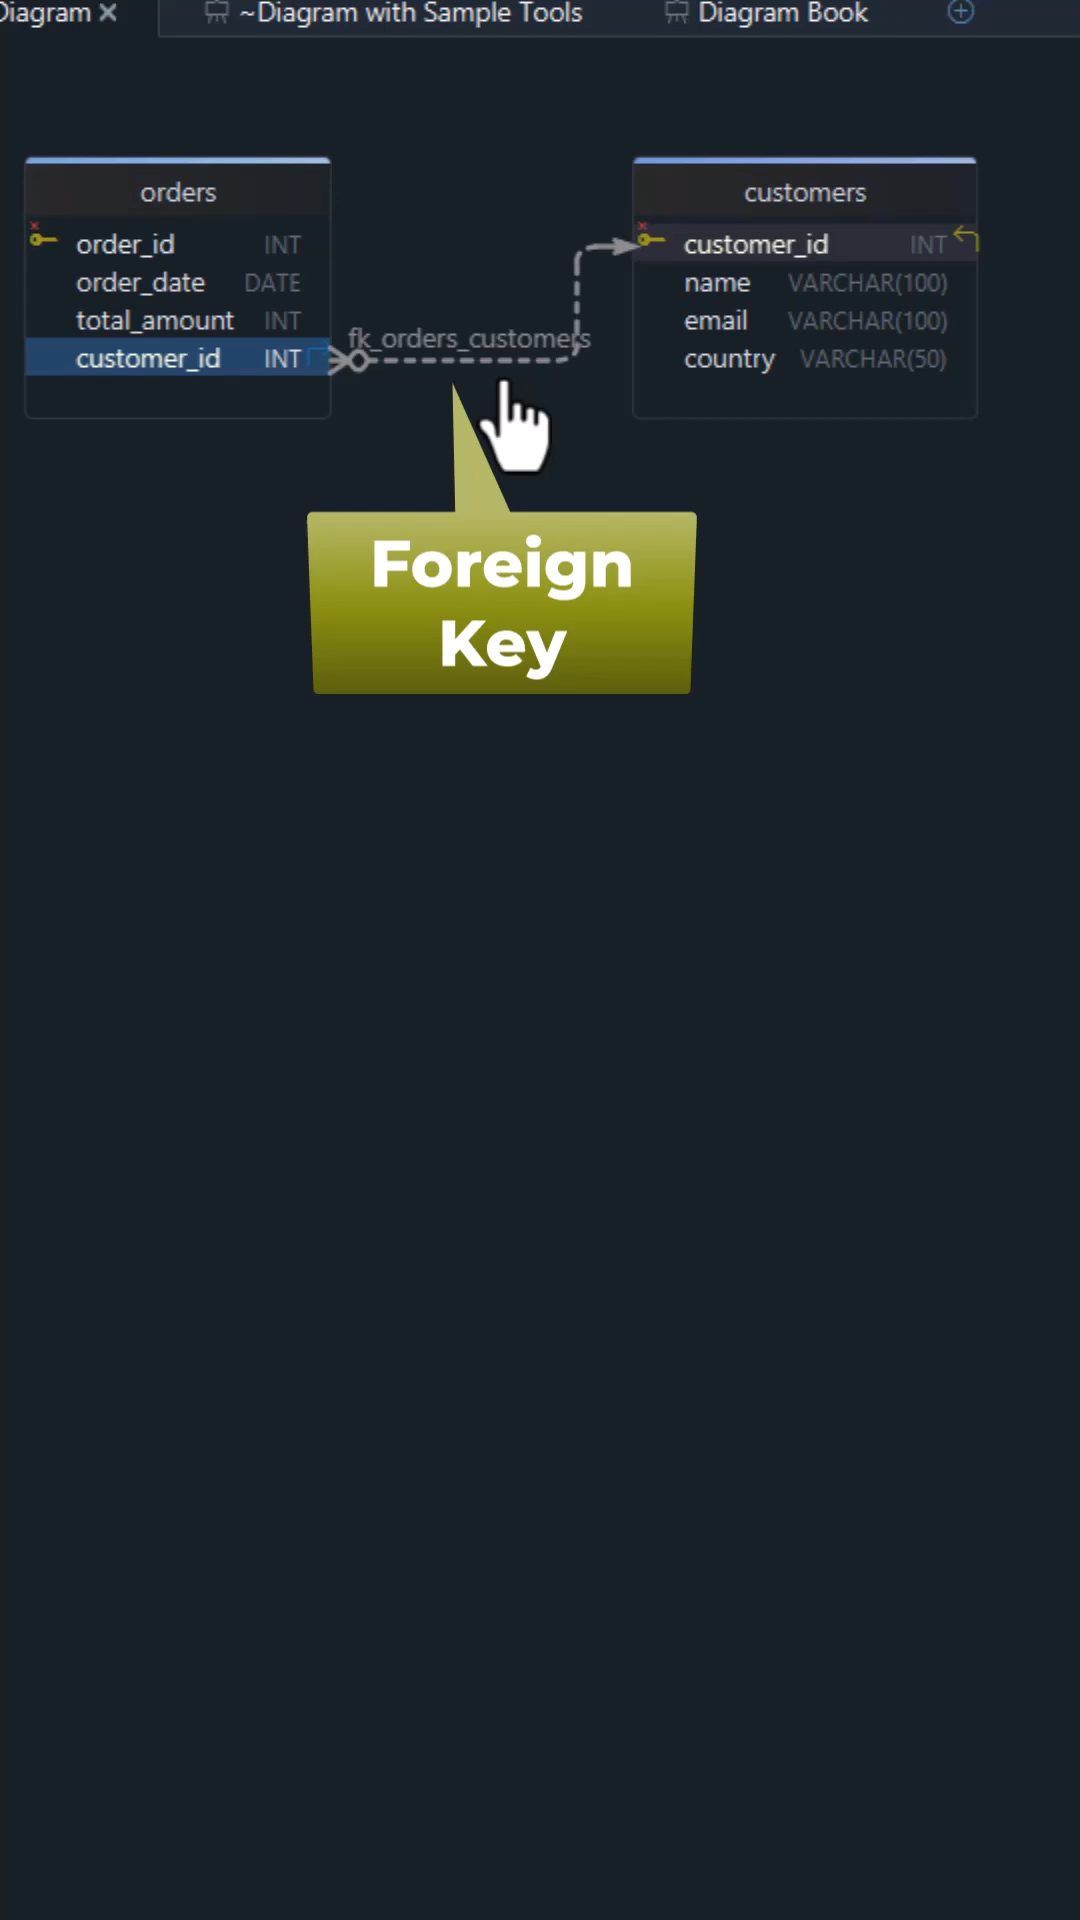 Diagram
~Diagram with Sample Tools
Diagram Book
orders
order_id INT
order_date DATE
total_amount INT
customer_id INT
fk_orders_customers
customers
customer_id INT
name VARCHAR(100)
email VARCHAR(100)
country VARCHAR(50)
Foreign
Key